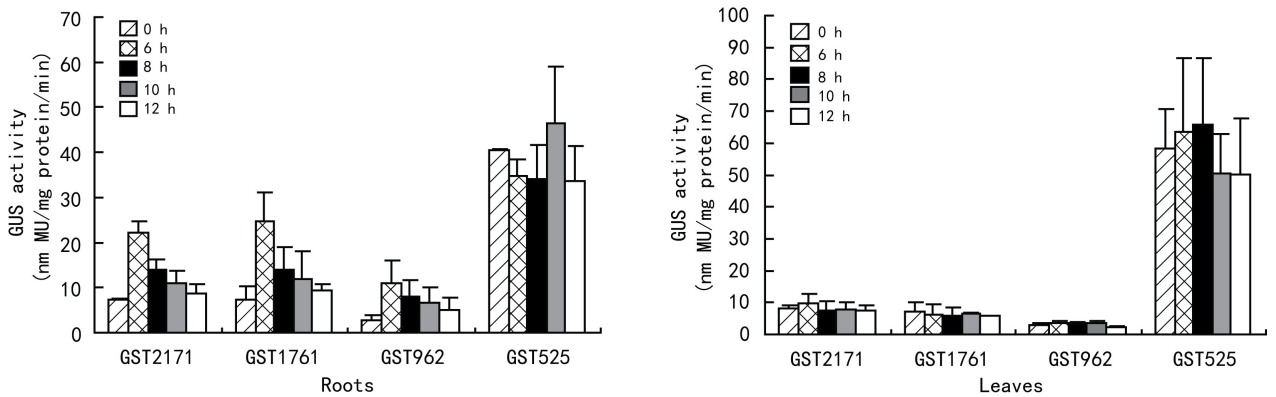 70
60
50
40
30
20
10
0
GUS activity
(nm MU/mg protein/min)
0 h
6 h
8 h
10 h
12 h
GST2171 GST1761 GST962 GST525
Roots
100
90
80
70
60
50
40
30
20
10
0
GUS activity
(nm MU/mg protein/min)
0 h
6 h
8 h
10 h
12 h
GST2171 GST1761 GST962 GST525
Leaves